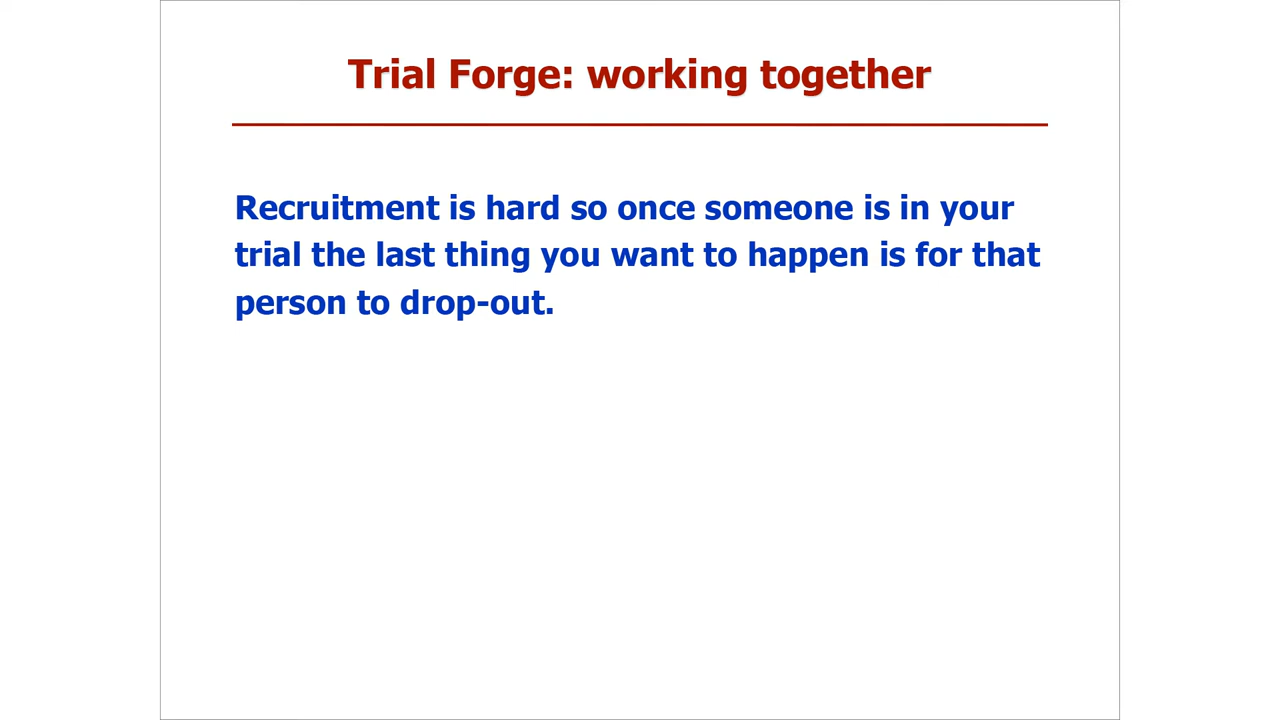 Trial Forge: working together
Recruitment is hard so once someone is in your
trial the last thing you want to happen is for that
person to drop-out.